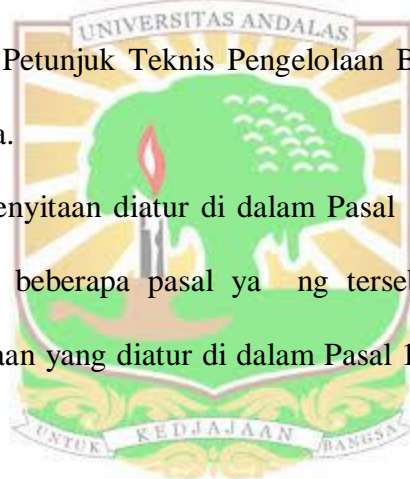 UNIVERSITAS ANDALAS
Petunjuk Teknis Pengelolaan B
a.
enyitaan diatur di dalam Pasal
beberapa pasal ya ng terseb
aan yang diatur di dalam Pasal 1
UNTUK KEDJAJAAN BANGSA